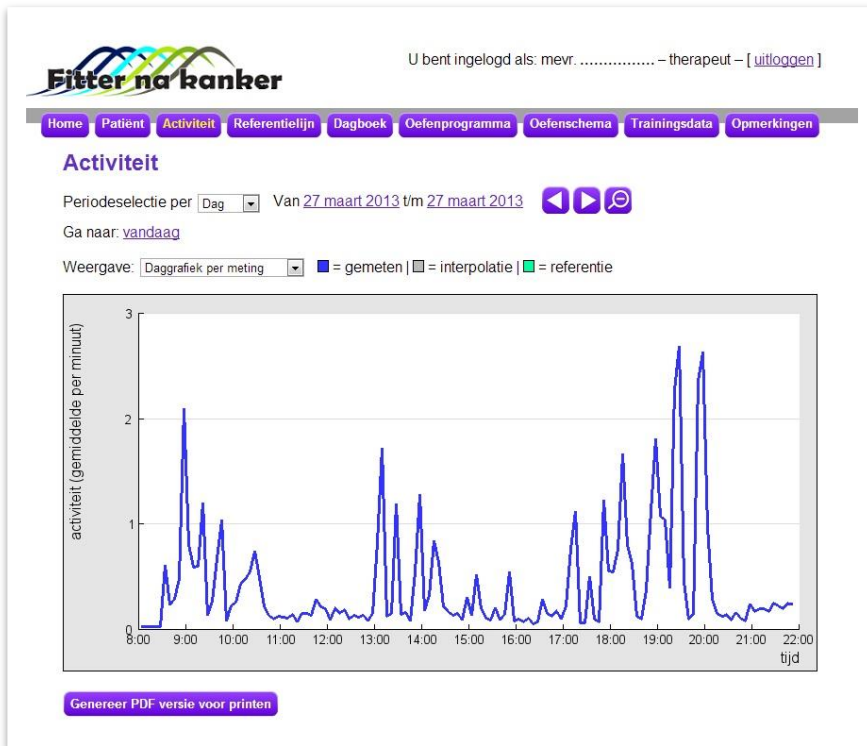 Fitter na kanker
U bent ingelogd als: mevr. ................ – therapeut – [ uitloggen ]
Home Patiënt Activiteit Referentielijn Dagboek Oefenprogramma Oefenschema Trainingsdata Opmerkingen
Activiteit
Periodeselectie per Dag Van 27 maart 2013 t/m 27 maart 2013
Ga naar: vandaag
Weergave: Daggrafiek per meting = gemeten | = interpolatie | = referentie
activiteit (gemiddelde per minuut)
3
2
1
0
8:00 9:00 10:00 11:00 12:00 13:00 14:00 15:00 16:00 17:00 18:00 19:00 20:00 21:00 22:00
tijd
Genereer PDF versie voor printen